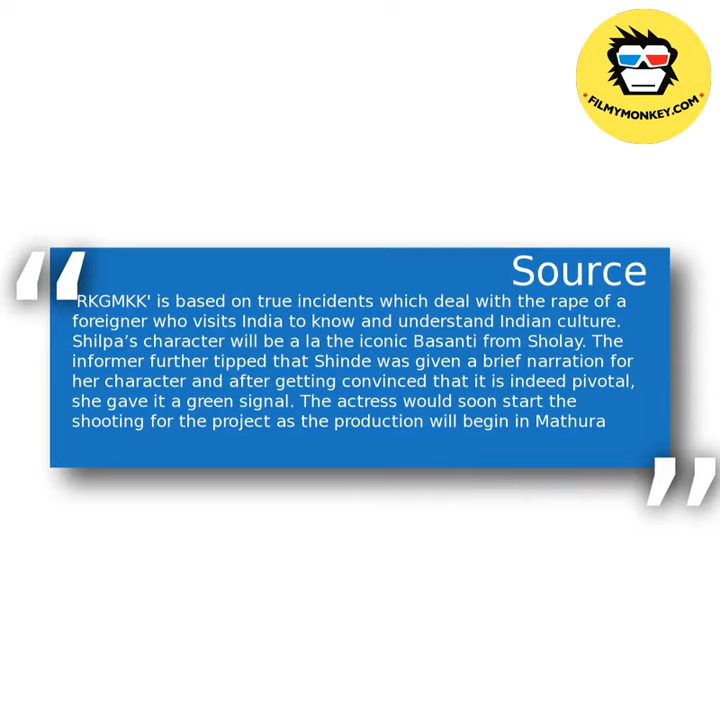 FILMYMONKEY.COM
Source
'RKGMKK' is based on true incidents which deal with the rape of a
foreigner who visits India to know and understand Indian culture.
Shilpa’s character will be a la the iconic Basanti from Sholay. The
informer further tipped that Shinde was given a brief narration for
her character and after getting convinced that it is indeed pivotal,
she gave it a green signal. The actress would soon start the
shooting for the project as the production will begin in Mathura